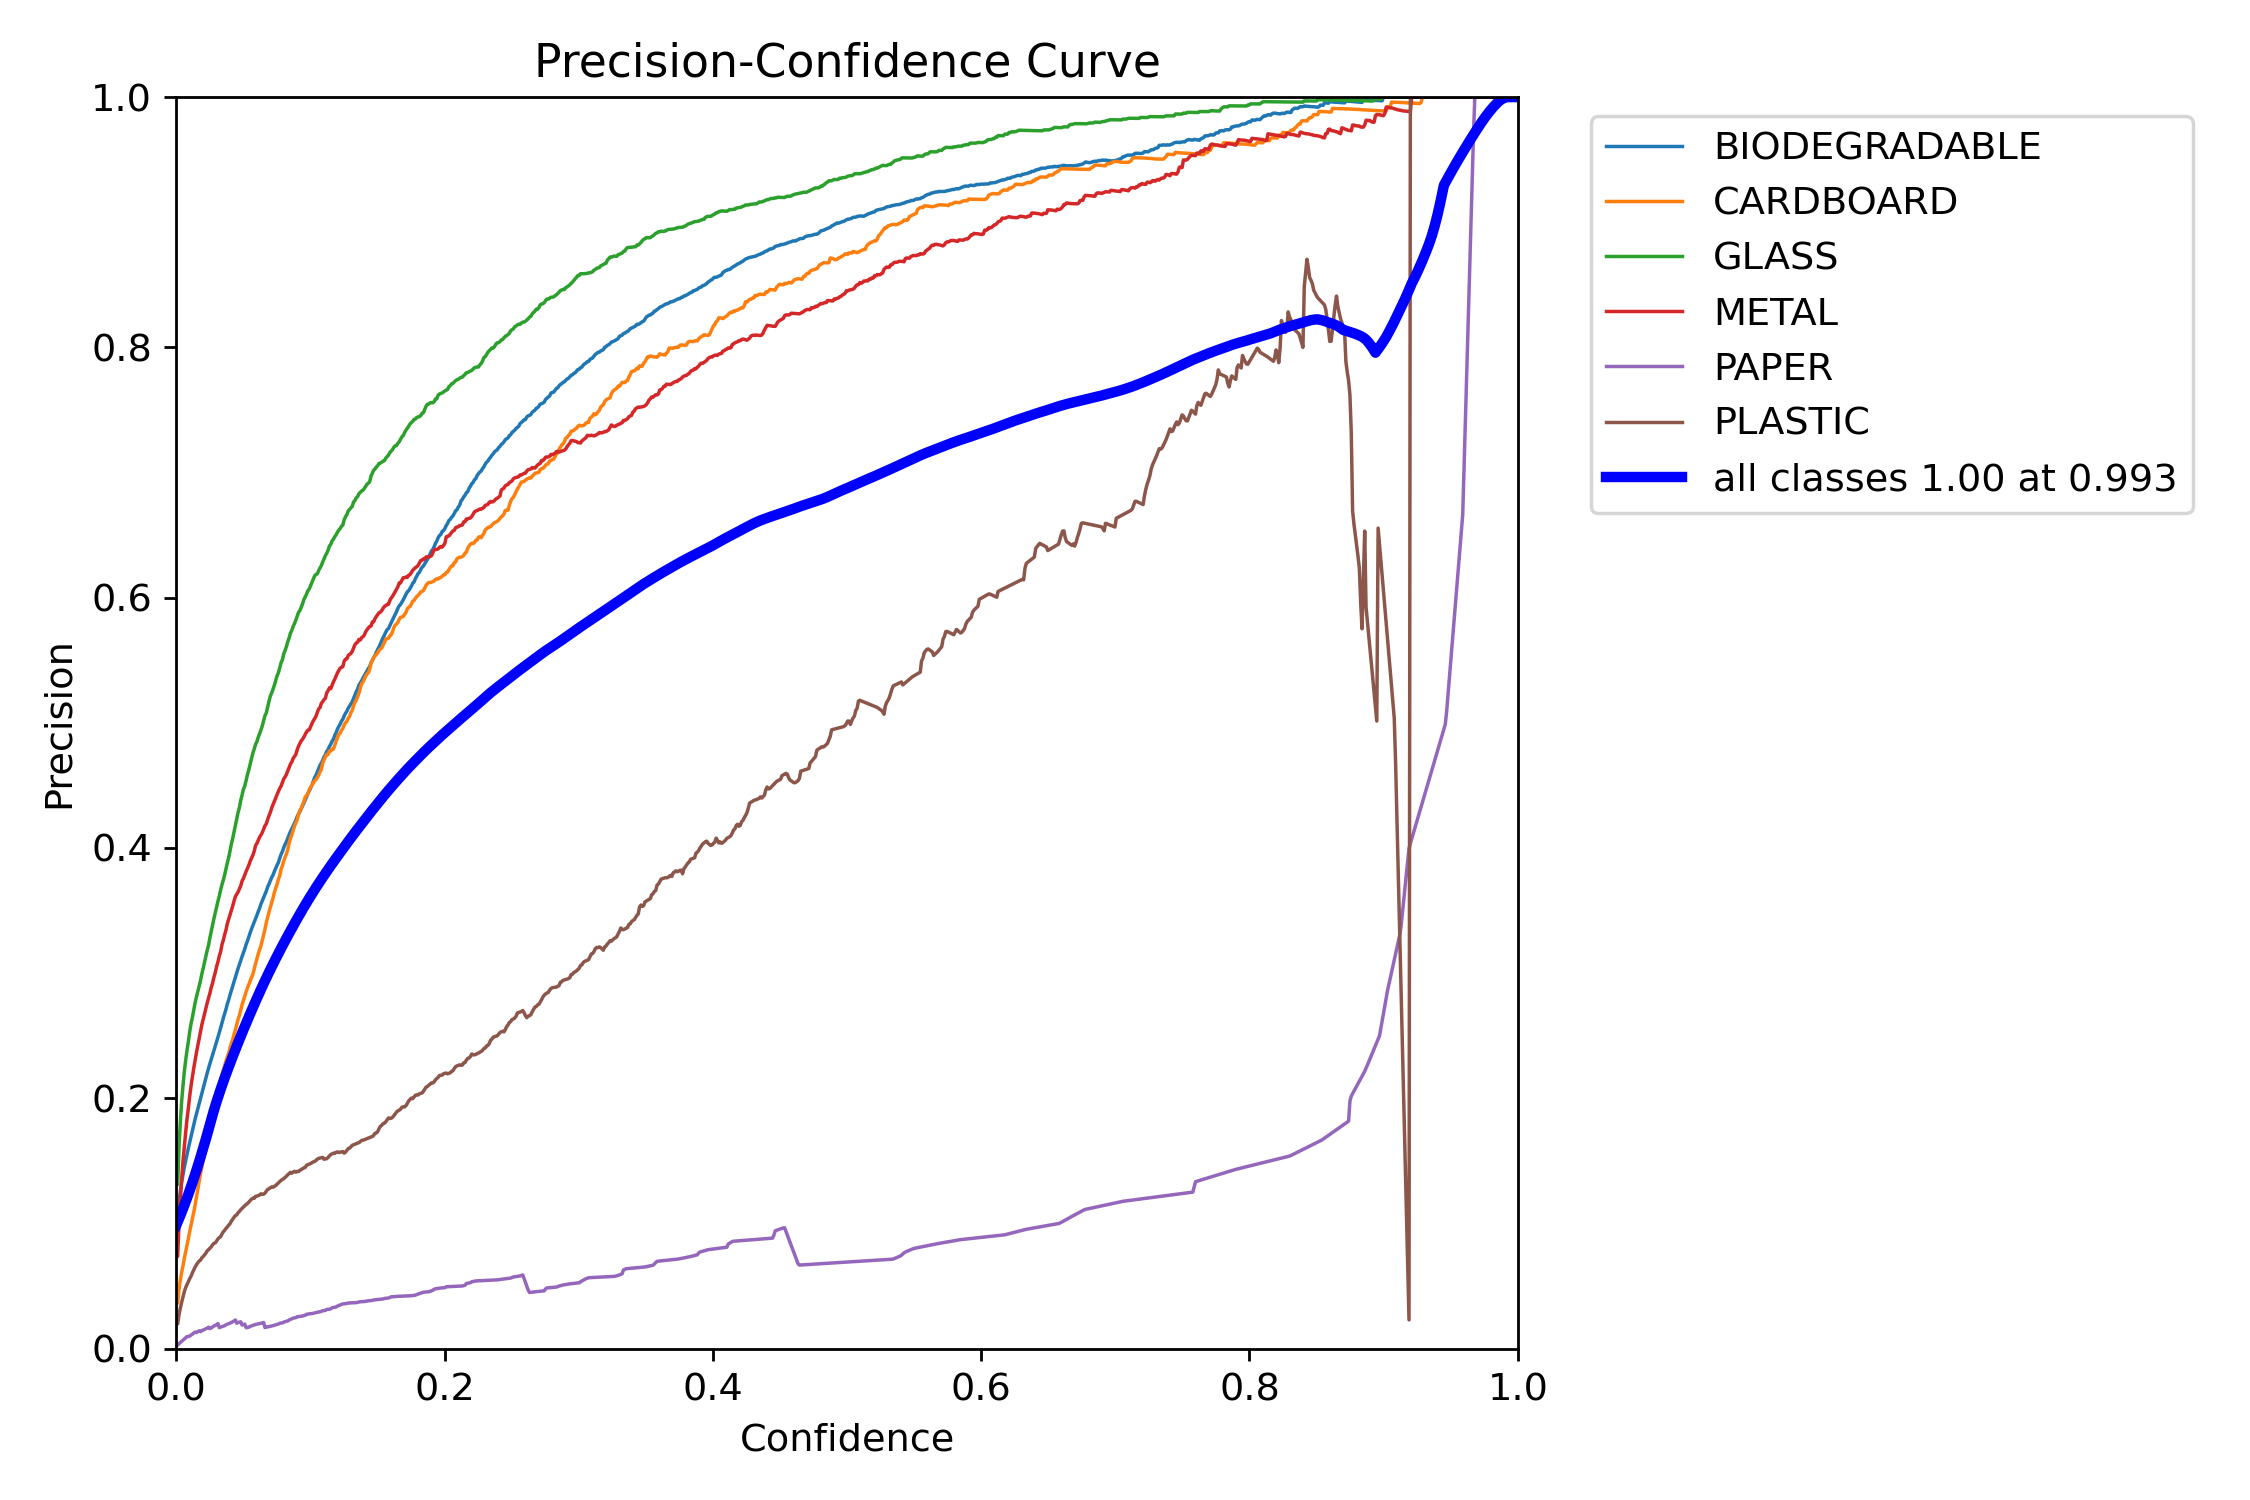 Precision-Confidence Curve
1.0
0.8
0.6
0.4
0.2
0.0
Precision
0.0 0.2 0.4 0.6 0.8 1.0
Confidence
BIODEGRADABLE
CARDBOARD
GLASS
METAL
PAPER
PLASTIC
all classes 1.00 at 0.993